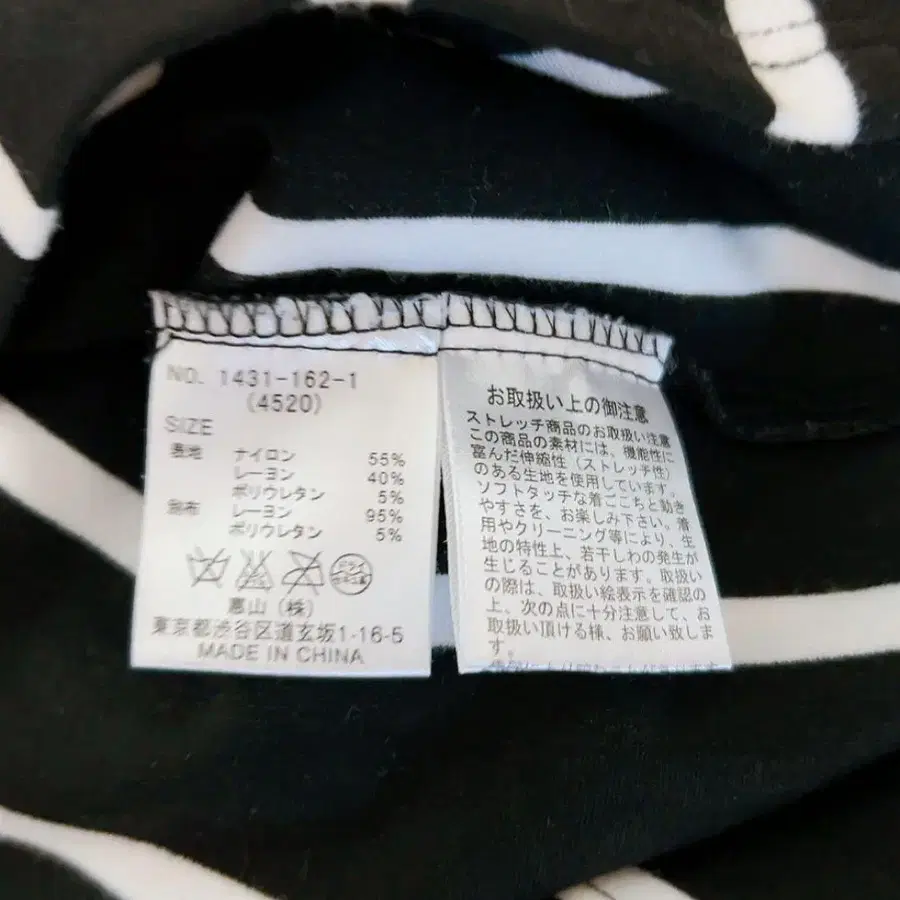 NO. 1431-162-1
(4520)
SIZE
表地 ナイロン 55%
レーヨン 40%
ポリウレタン 5%
別布 レーヨン 95%
ポリウレタン 5%
ドライ
恵山(株)
東京都渋谷区道玄坂1-16-5
MADE IN CHINA
お取扱い上の御注意
ストレッチ商品のお取扱い注意
この商品の素材には、機能性に
富んだ伸縮性(ストレッチ性)
のある生地を使用しています。
ソフトタッチな着ごこちと動き
やすさを、お楽しみ下さい。着
用やクリーニング等により、生
地の特性上、若干しわの発生が
生じることがあります。取扱い
の際は、取扱い絵表示を確認の
上、次の点に十分注意して、お
取扱い頂ける様、お願い致しま
す。